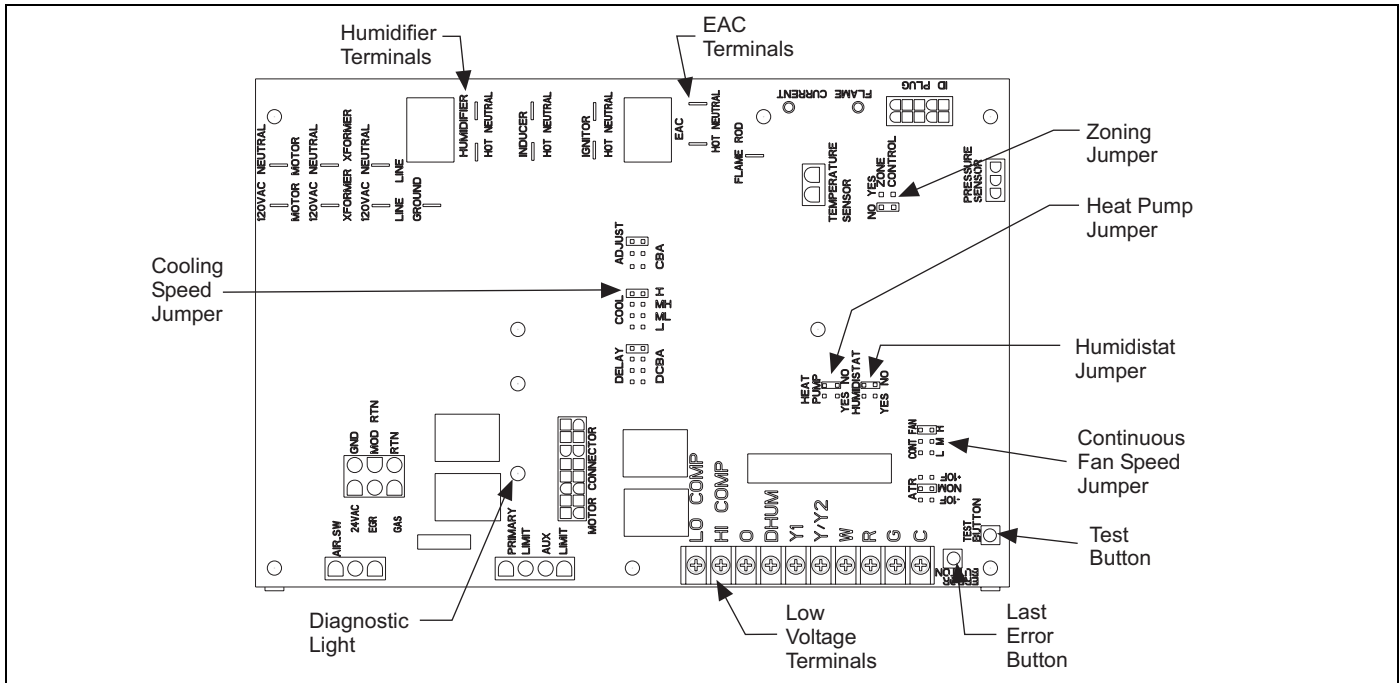 Humidifier
Terminals
EAC
Terminals
Zoning
Jumper
Heat Pump
Jumper
Cooling
Speed
Jumper
Humidistat
Jumper
Continuous
Fan Speed
Jumper
Test
Button
Last
Error
Button
Low
Voltage
Terminals
Diagnostic
Light
120VAC NEUTRAL
MOTOR MOTOR
120VAC NEUTRAL
XFORMER XFORMER
120VAC NEUTRAL
LINE LINE
GROUND
HUMIDIFIER
HOT NEUTRAL
INDUCER
HOT NEUTRAL
IGNITOR
HOT NEUTRAL
EAC
HOT NEUTRAL
FLAME ROD
FLAME CURRENT
ID PLUG
TEMPERATURE
SENSOR
NO YES
ZONE
CONTROL
PRESSURE
SENSOR
ADJUST
CBA
COOL
L ML MH H
DELAY
DCBA
HEAT
PUMP
YES NO
HUMIDISTAT
YES NO
CONT FAN
L M H
ATR
-10F
NOM
+10F
TEST
BUTTON
GND
MOD RTN
RTN
24VAC
EGR
GAS
AIR.SW
PRIMARY
LIMIT
AUX
LIMIT
MOTOR CONNECTOR
LO COMP
HI COMP
O
DHUM
Y1
Y/Y2
W
R
G
C